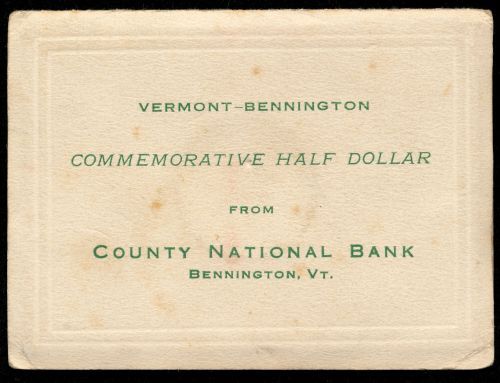 VERMONT–BENNINGTON
COMMEMORATIVE HALF DOLLAR
FROM
COUNTY NATIONAL BANK
BENNINGTON, VT.